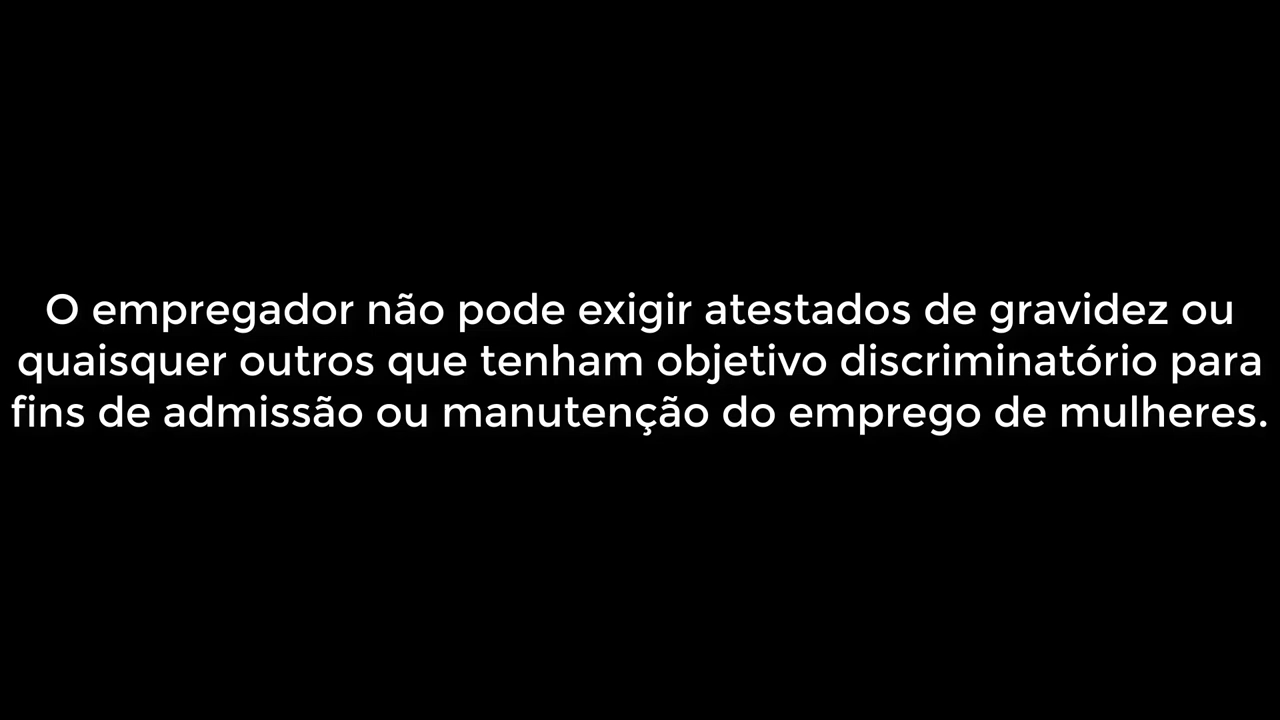 O empregador não pode exigir atestados de gravidez ou
quaisquer outros que tenham objetivo discriminatório para
fins de admissão ou manutenção do emprego de mulheres.